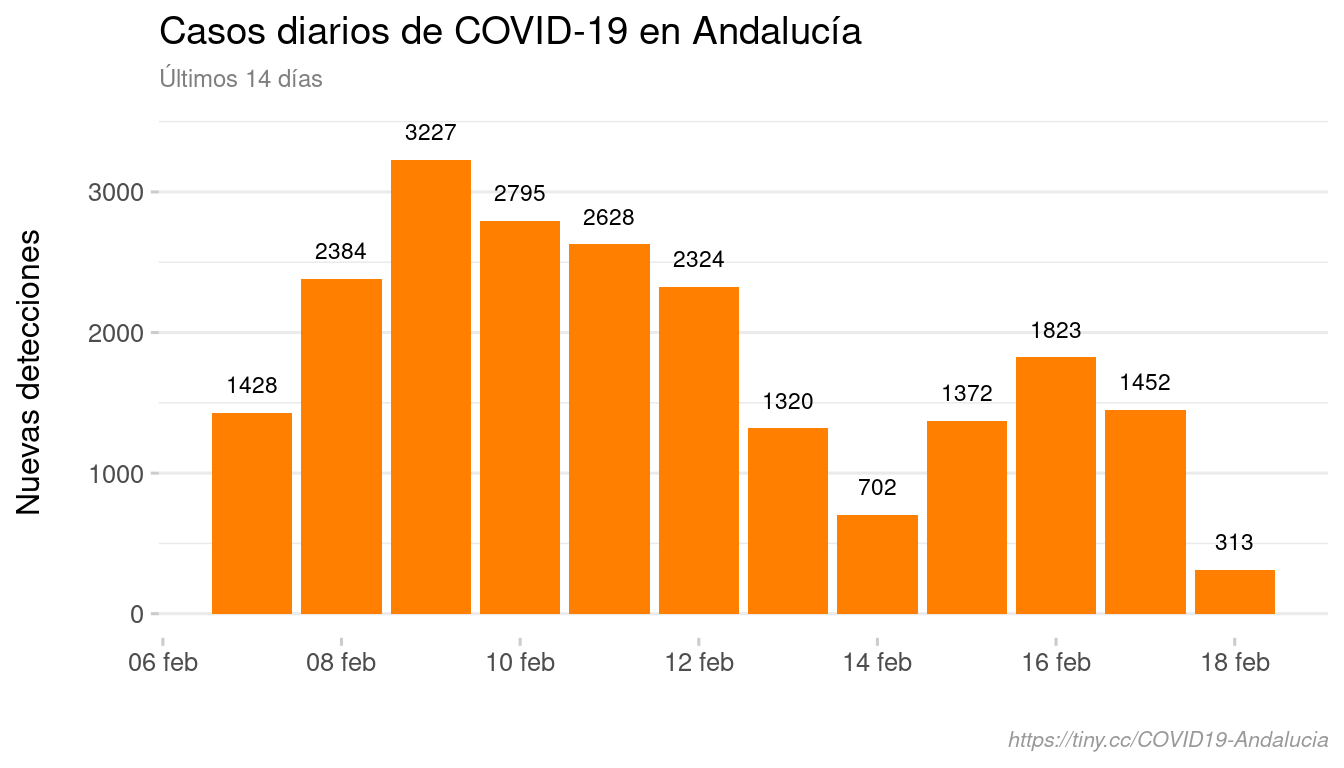 Casos diarios de COVID-19 en Andalucía
Últimos 14 días
Nuevas detecciones
3000
2000
1000
0
1428
2384
3227
2795
2628
2324
1320
702
1372
1823
1452
313
06 feb
08 feb
10 feb
12 feb
14 feb
16 feb
18 feb
https://tiny.cc/COVID19-Andalucia